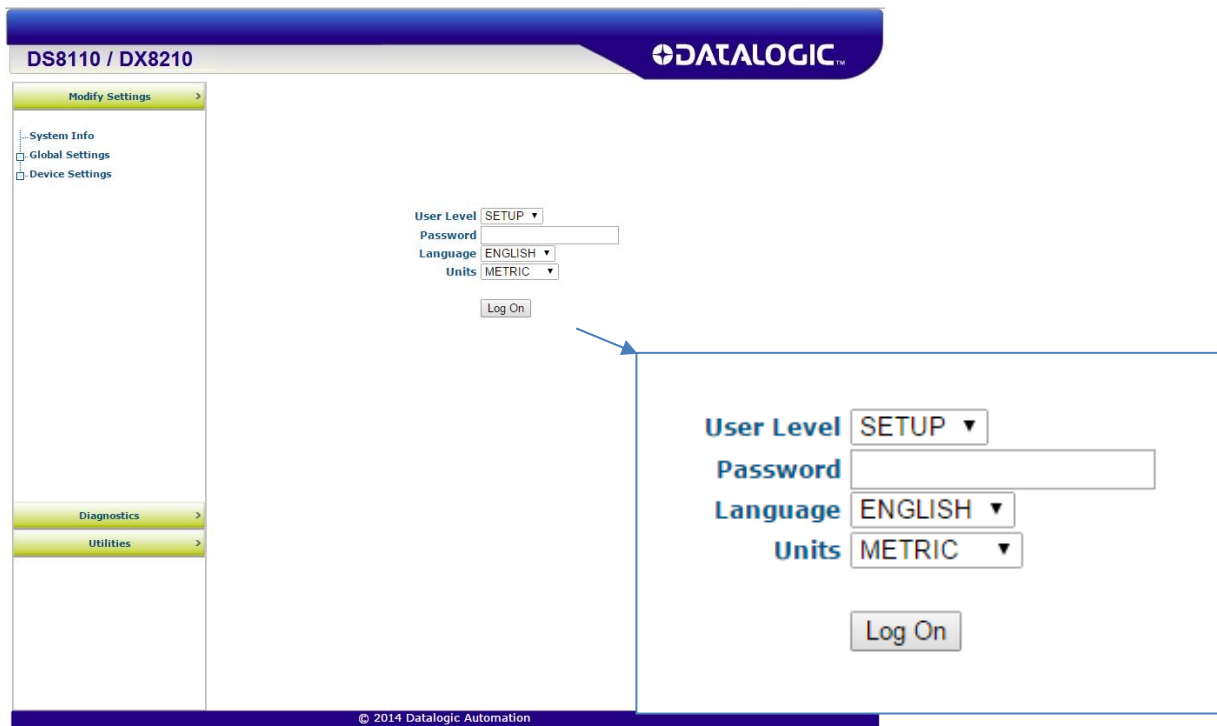 DS8110 / DX8210
DATALOGIC™
Modify Settings >
System Info
Global Settings
Device Settings
User Level SETUP ▼
Password
Language ENGLISH ▼
Units METRIC ▼
Log On
User Level SETUP ▼
Password
Language ENGLISH ▼
Units METRIC ▼
Log On
Diagnostics >
Utilities >
© 2014 Datalogic Automation